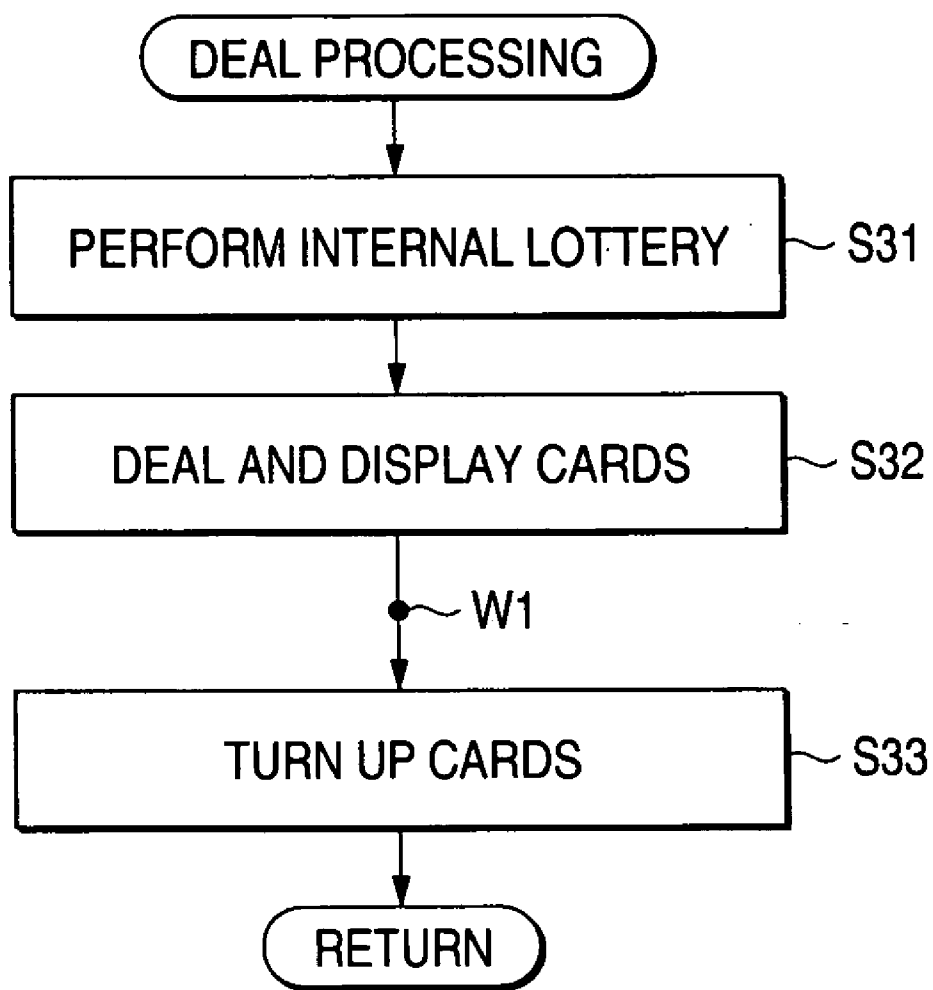 DEAL PROCESSING
PERFORM INTERNAL LOTTERY
S31
DEAL AND DISPLAY CARDS
S32
W1
TURN UP CARDS
S33
RETURN